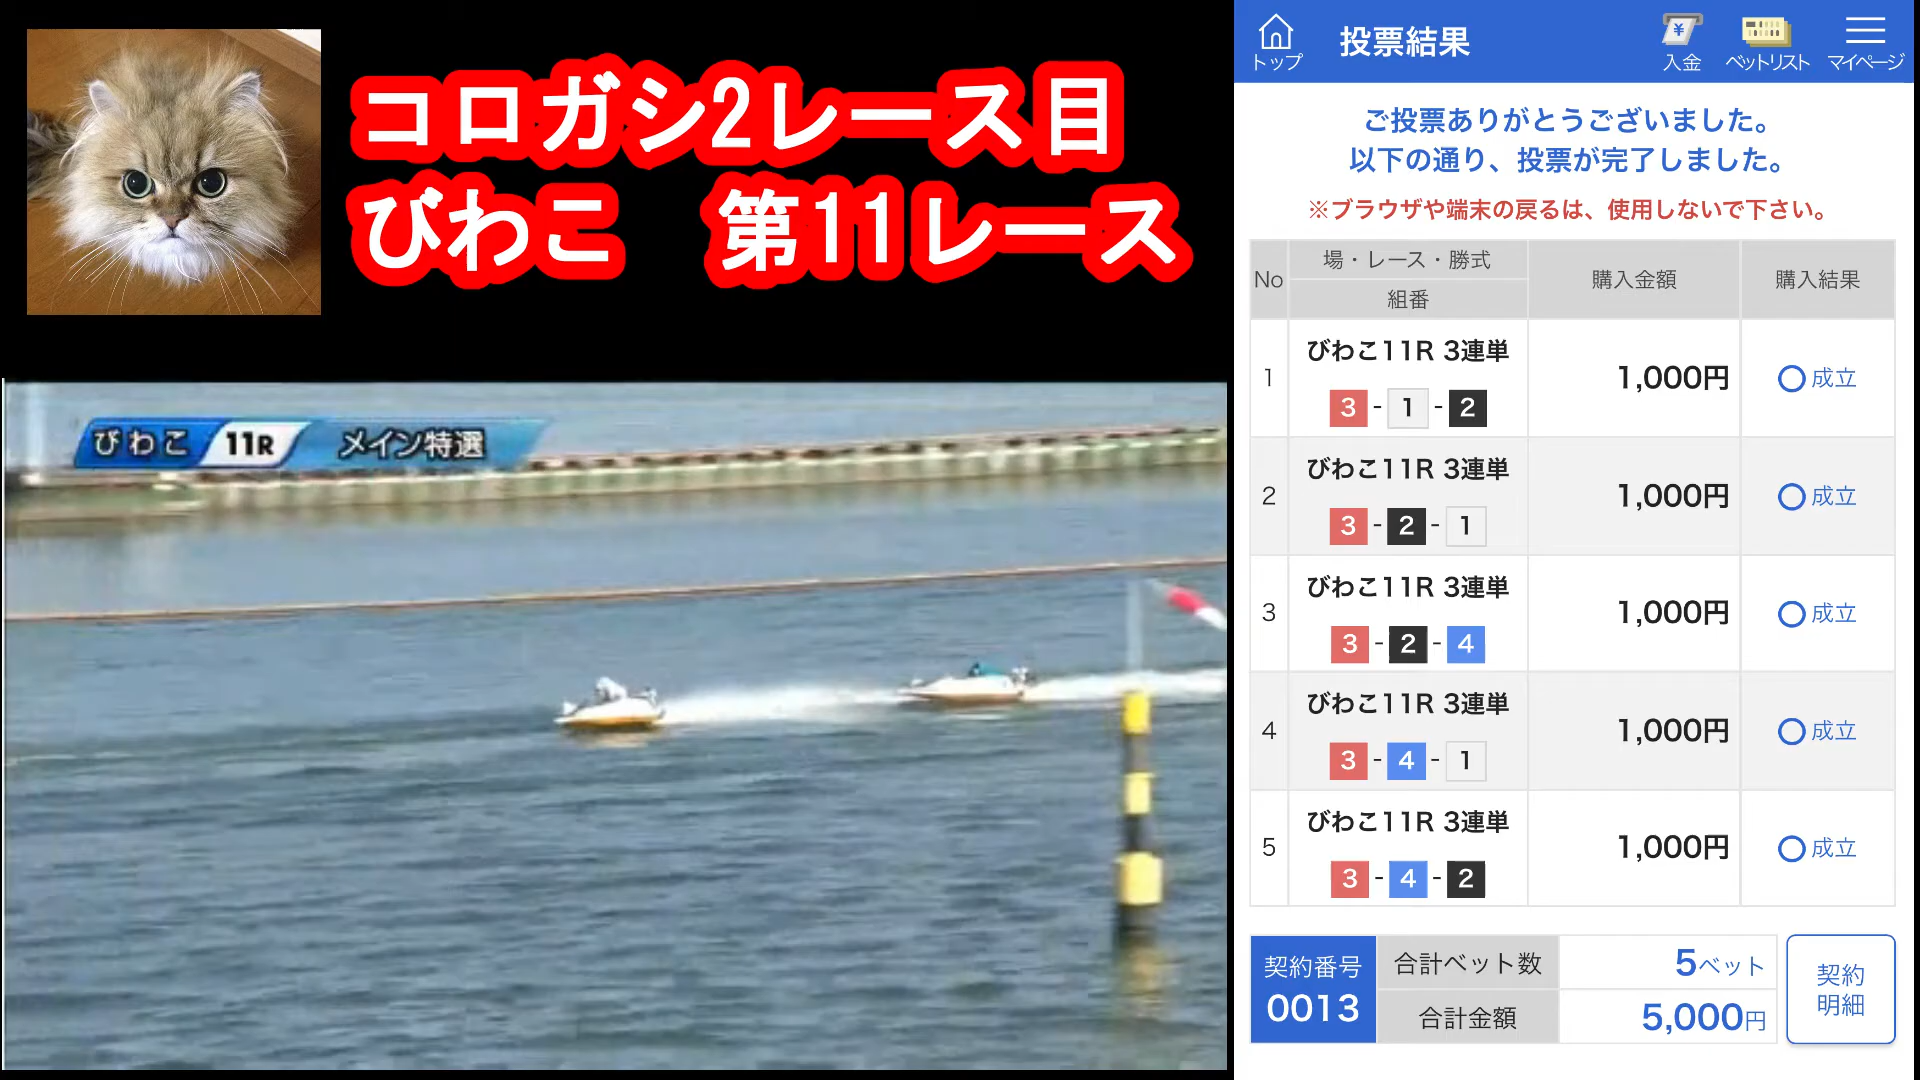 コロガシ2レース目
びわこ 第11レース
びわこ 11R メイン特選
トップ
投票結果
入金
ベットリスト
マイページ
ご投票ありがとうございました。
以下の通り、投票が完了しました。
※ブラウザや端末の戻るは、使用しないで下さい。
No 場・レース・勝式 購入金額 購入結果
組番
1 びわこ11R 3連単 1,000円 成立
3-1-2
2 びわこ11R 3連単 1,000円 成立
3-2-1
3 びわこ11R 3連単 1,000円 成立
3-2-4
4 びわこ11R 3連単 1,000円 成立
3-4-1
5 びわこ11R 3連単 1,000円 成立
3-4-2
契約番号
0013
合計ベット数 5ベット
合計金額 5,000円
契約
明細